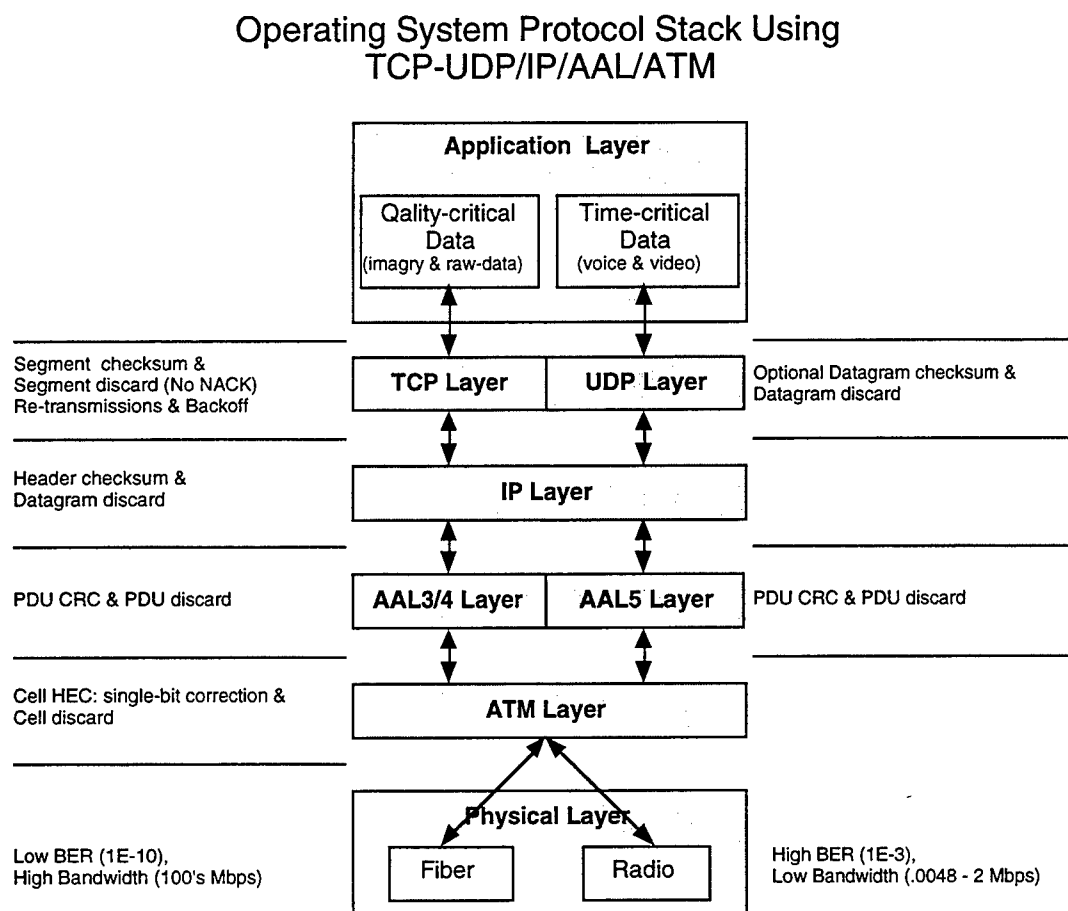 Operating System Protocol Stack Using
TCP-UDP/IP/AAL/ATM
Application Layer
Qality-critical
Data
(imagry & raw-data)
Time-critical
Data
(voice & video)
Segment checksum &
Segment discard (No NACK)
Re-transmissions & Backoff
TCP Layer
UDP Layer
Optional Datagram checksum &
Datagram discard
Header checksum &
Datagram discard
IP Layer
PDU CRC & PDU discard
AAL3/4 Layer
AAL5 Layer
PDU CRC & PDU discard
Cell HEC: single-bit correction &
Cell discard
ATM Layer
Physical Layer
Low BER (1E-10),
High Bandwidth (100's Mbps)
Fiber
Radio
High BER (1E-3),
Low Bandwidth (.0048 - 2 Mbps)